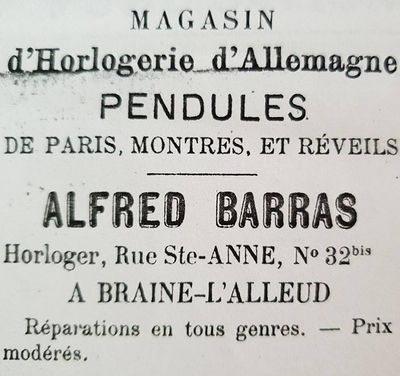 MAGASIN
d'Horlogerie d'Allemagne
PENDULES
DE PARIS, MONTRES, ET RÉVEILS
ALFRED BARRAS
Horloger, Rue Ste-ANNE, Nº 32bis
A BRAINE-L'ALLEUD
Réparations en tous genres. — Prix
modérés.